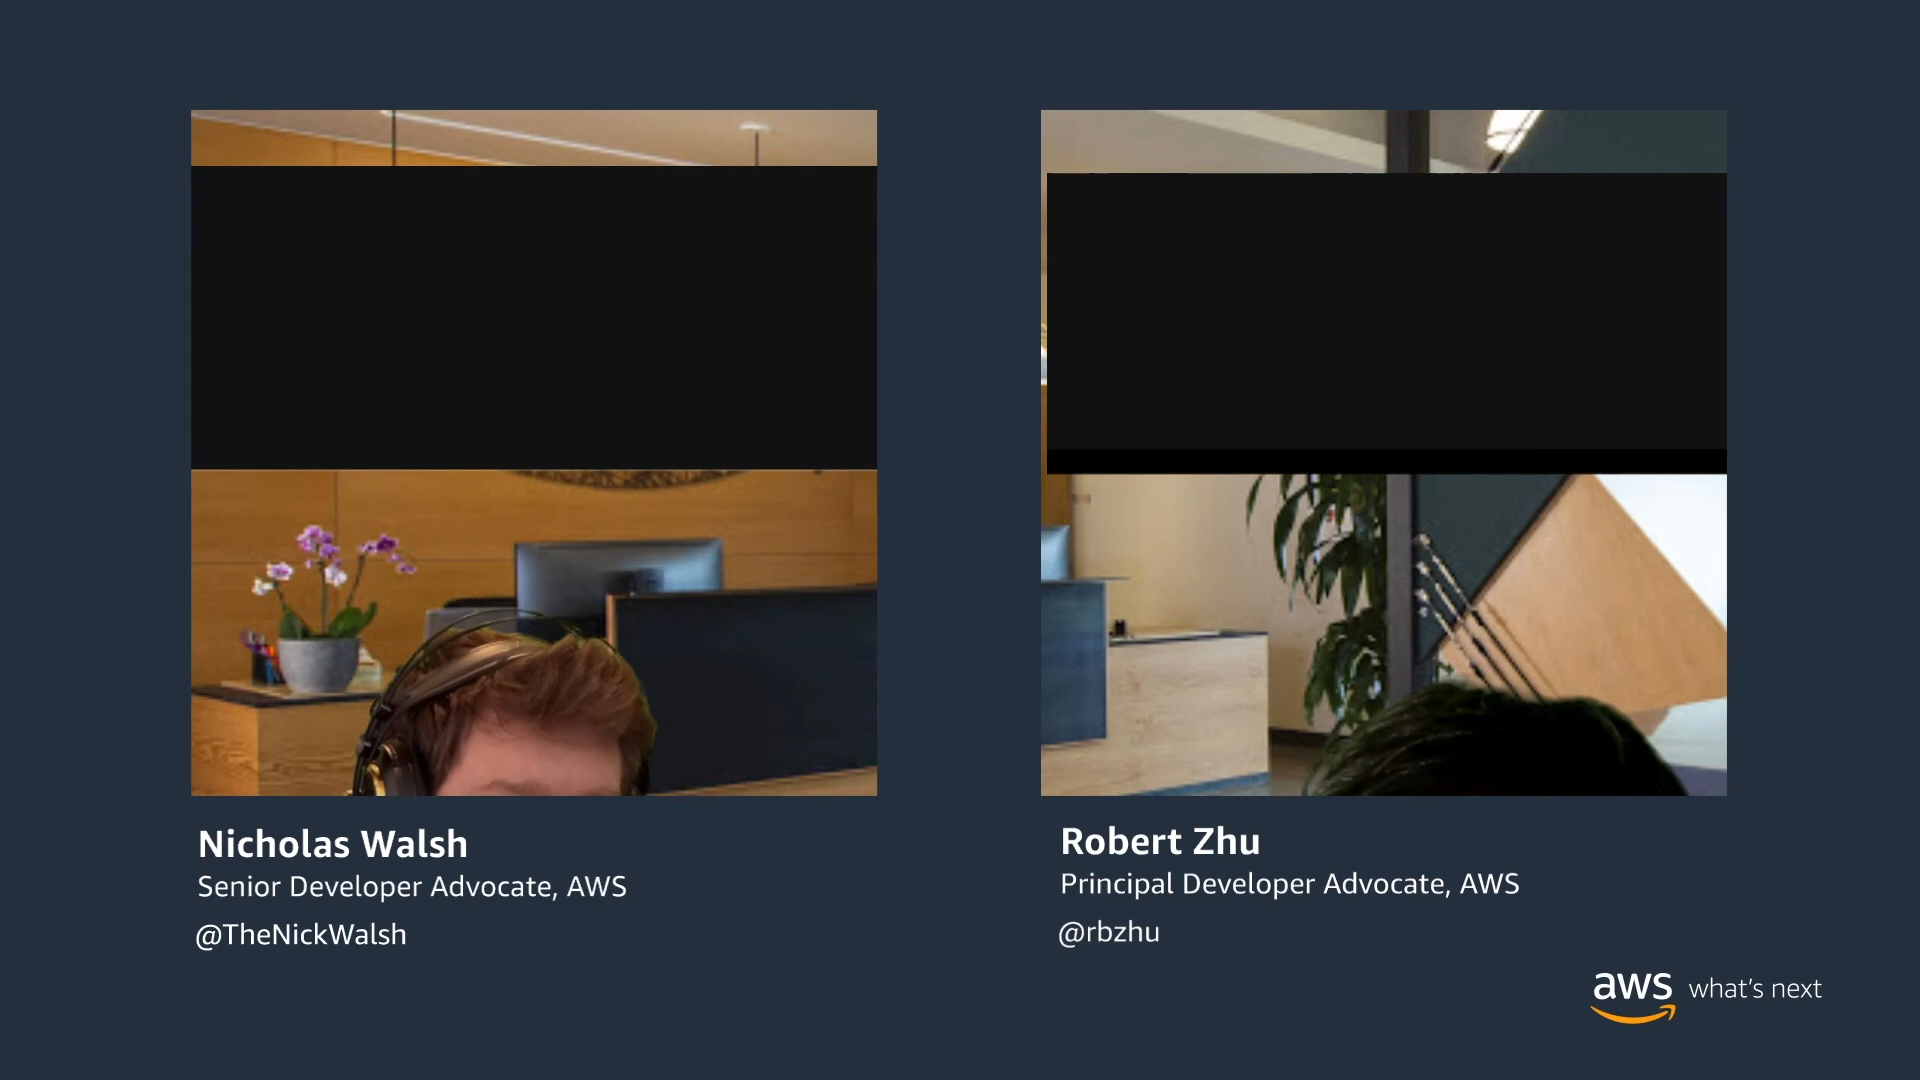 Nicholas Walsh
Senior Developer Advocate, AWS
@TheNickWalsh
Robert Zhu
Principal Developer Advocate, AWS
@rbzhu
aws what's next